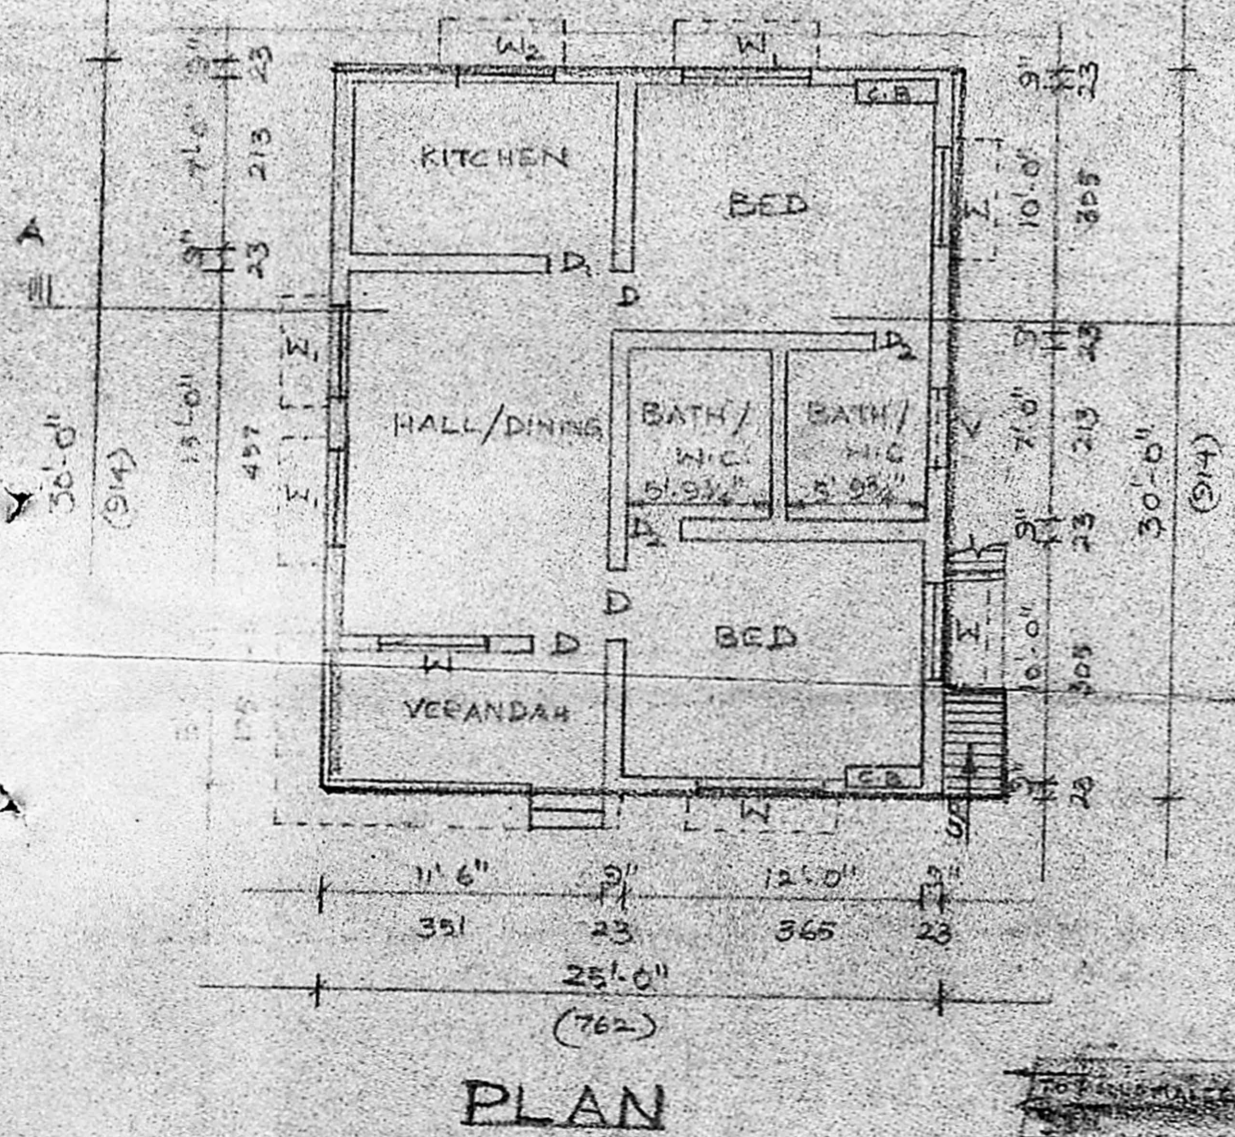 W2
W1
9"
23
9"
23
C.B
KITCHEN
7'-0"
213
BED
W
10'-0"
305
A
9"
23
D1
D
W1
9"
23
D2
13'-0"
457
HALL/DINING
BATH/
W.C.
5'-9¾"
BATH/
W.C
5'9¾"
V
7'-0"
213
30'-0"
(914)
30'-0"
(914)
W1
D2
9"
23
D
D
BED
W
10'-0"
305
W
VERANDAH
C.B
9"
23
W
11'6"
9"
12'-0"
9"
351
23
365
23
25'-0"
(762)
PLAN